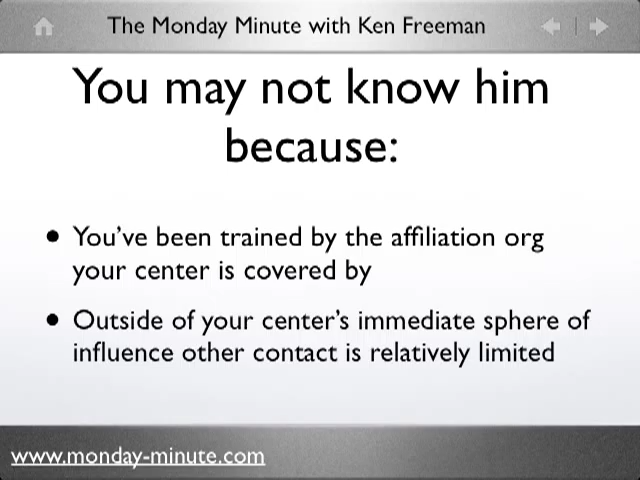 The Monday Minute with Ken Freeman
You may not know him
because:
• You've been trained by the affiliation org
your center is covered by
• Outside of your center's immediate sphere of
influence other contact is relatively limited
www.monday-minute.com